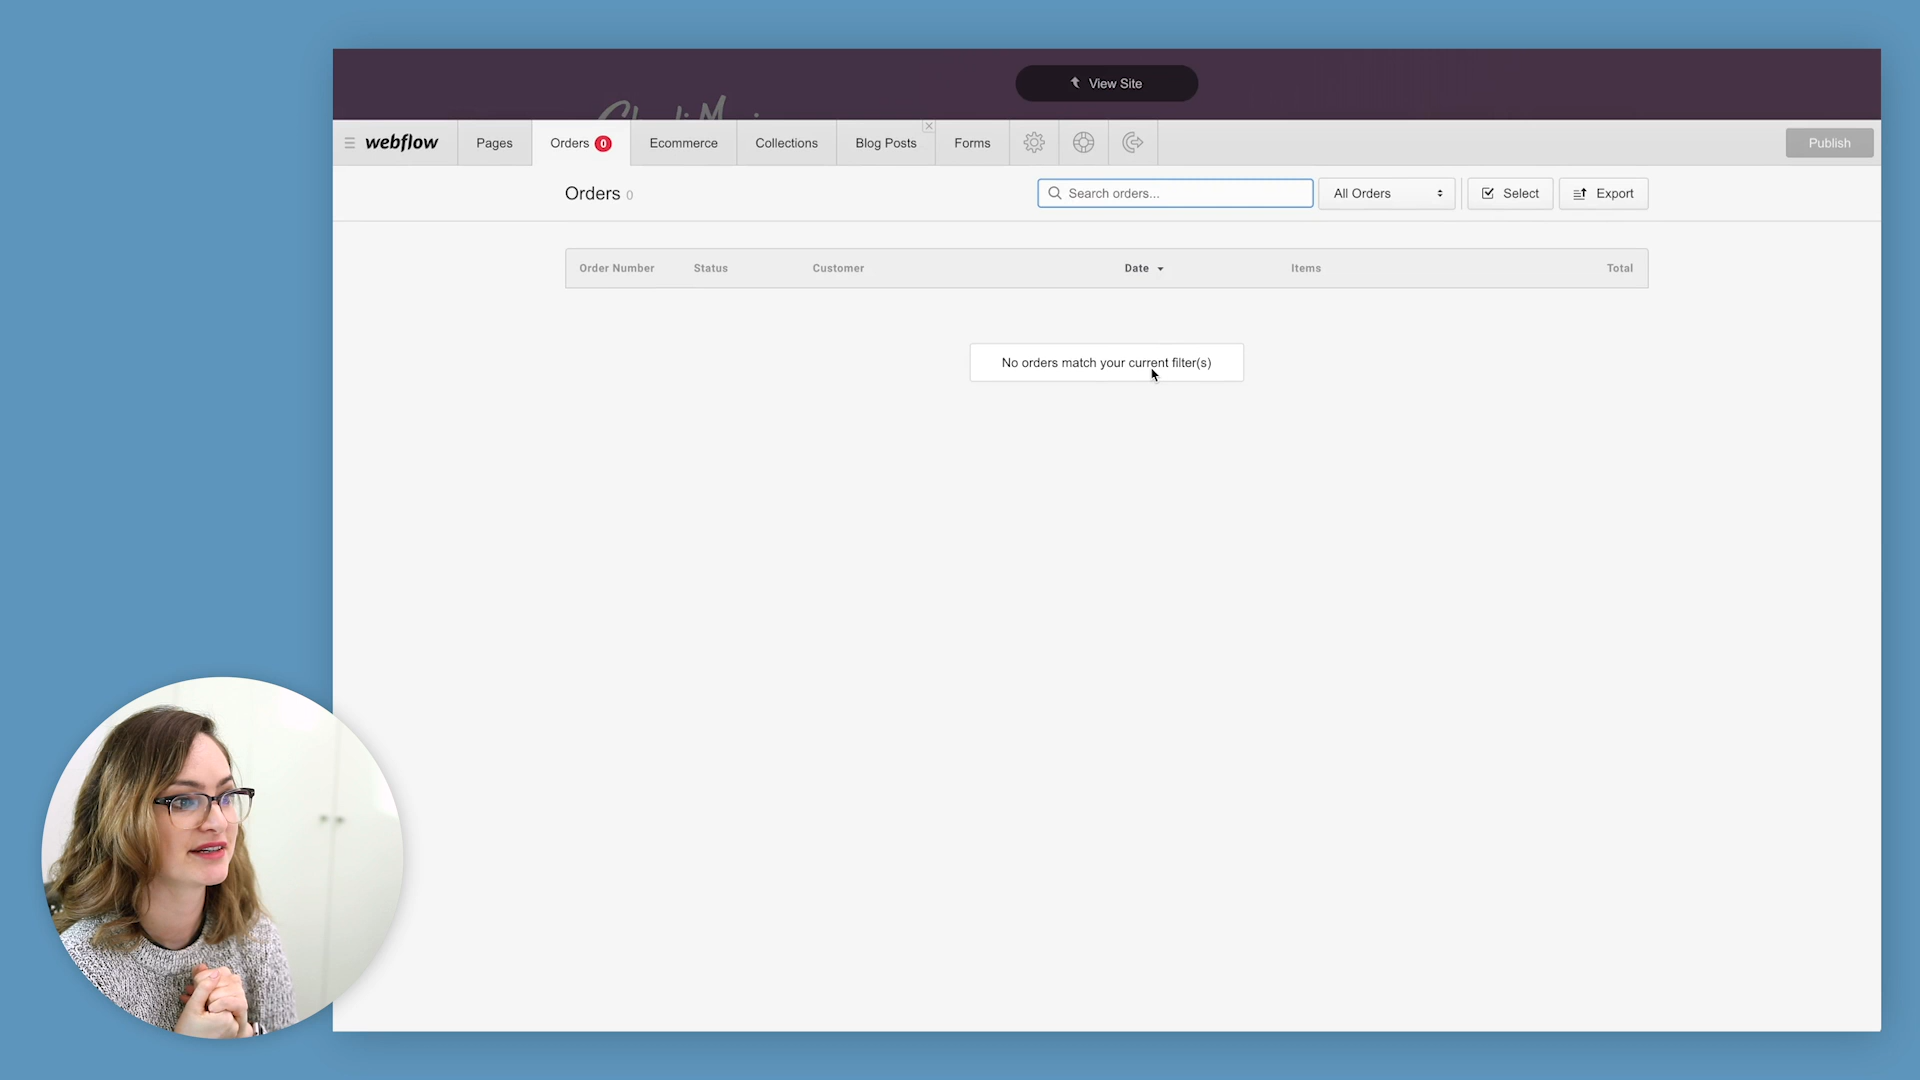 View Site
webflow
Pages
Orders 0
Ecommerce
Collections
Blog Posts
Forms
Publish
Orders 0
Search orders...
All Orders
Select
Export
Order Number Status Customer Date Items Total
No orders match your current filter(s)